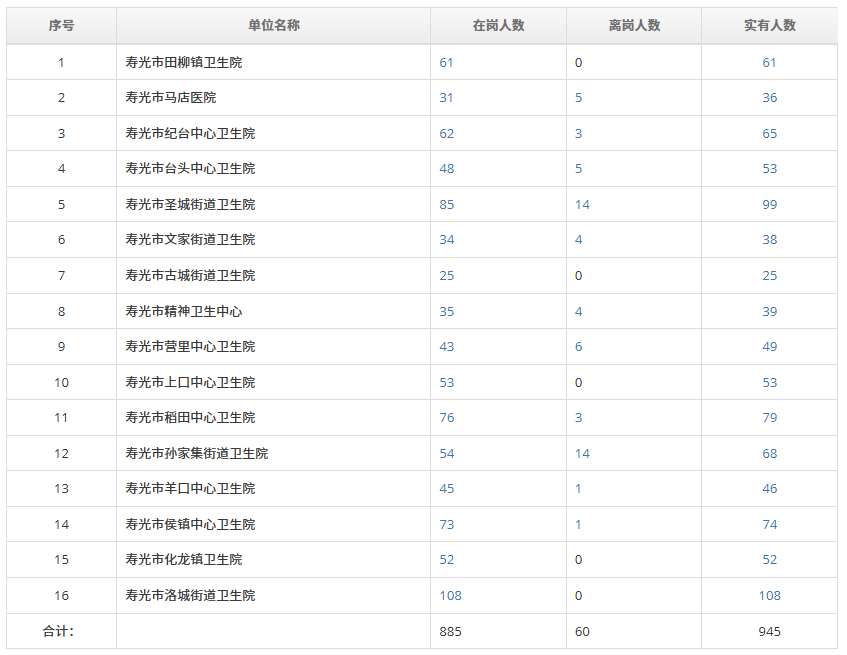 序号 单位名称 在岗人数 离岗人数 实有人数
1 寿光市田柳镇卫生院 61 0 61
2 寿光市马店医院 31 5 36
3 寿光市纪台中心卫生院 62 3 65
4 寿光市台头中心卫生院 48 5 53
5 寿光市圣城街道卫生院 85 14 99
6 寿光市文家街道卫生院 34 4 38
7 寿光市古城街道卫生院 25 0 25
8 寿光市精神卫生中心 35 4 39
9 寿光市营里中心卫生院 43 6 49
10 寿光市上口中心卫生院 53 0 53
11 寿光市稻田中心卫生院 76 3 79
12 寿光市孙家集街道卫生院 54 14 68
13 寿光市羊口中心卫生院 45 1 46
14 寿光市侯镇中心卫生院 73 1 74
15 寿光市化龙镇卫生院 52 0 52
16 寿光市洛城街道卫生院 108 0 108
合计： 885 60 945